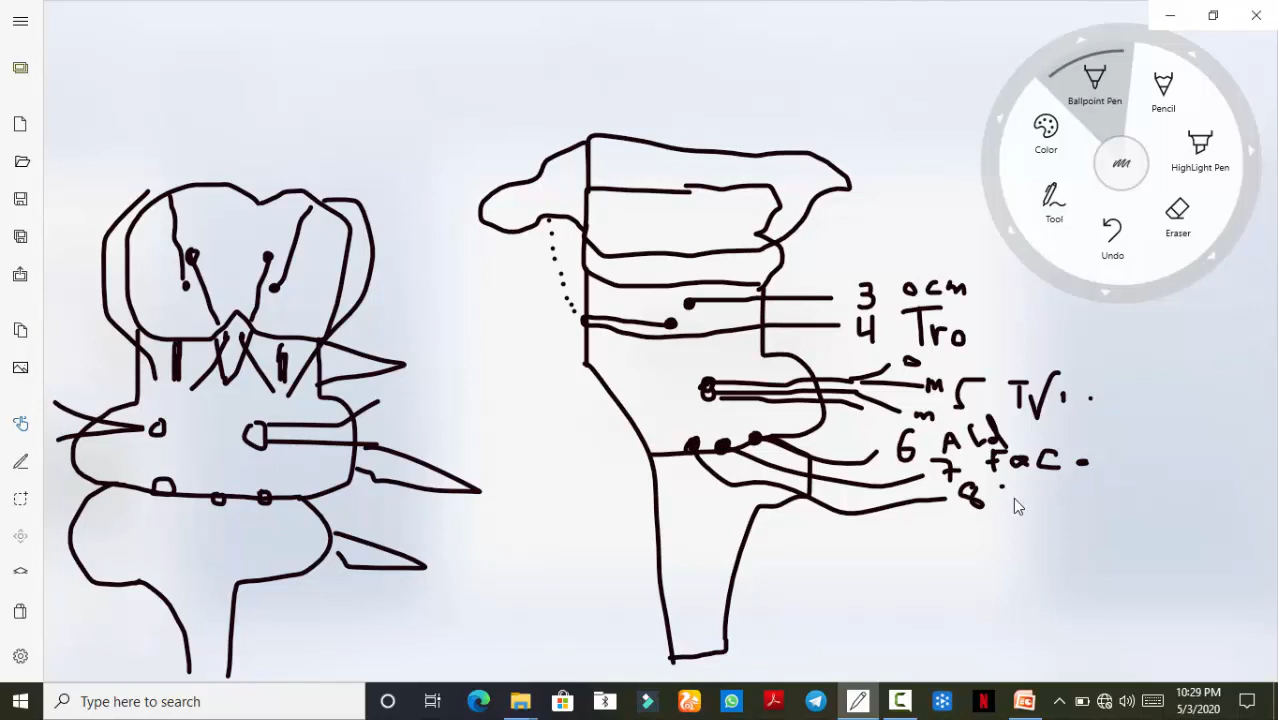 Ballpoint Pen
Pencil
Color
HighLight Pen
Tool
Eraser
Undo
3 ocm
4 Tro
o
m 5 T
m
6 Abd
7 fac
8
Type here to search
10:29 PM
5/3/2020